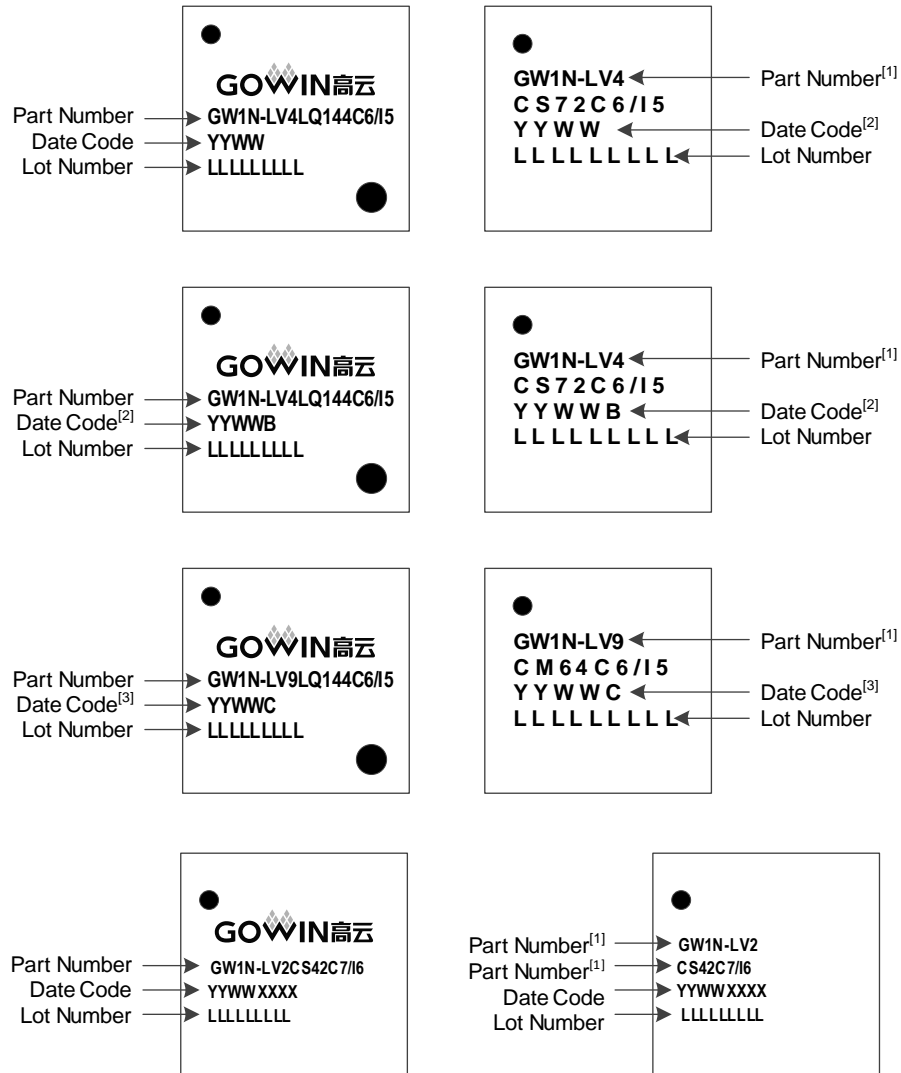 GOWIN高云
Part Number GW1N-LV4LQ144C6/I5
Date Code YYWW
Lot Number LLLLLLLLL
GW1N-LV4 Part Number[1]
CS72C6/I5
YYWW Date Code[2]
LLLLLLLLL Lot Number
GOWIN高云
Part Number GW1N-LV4LQ144C6/I5
Date Code[2] YYWWB
Lot Number LLLLLLLLL
GW1N-LV4 Part Number[1]
CS72C6/I5
YYWWB Date Code[2]
LLLLLLLLL Lot Number
GOWIN高云
Part Number GW1N-LV9LQ144C6/I5
Date Code[3] YYWWC
Lot Number LLLLLLLLL
GW1N-LV9 Part Number[1]
CM64C6/I5
YYWWC Date Code[3]
LLLLLLLLL Lot Number
GOWIN高云
Part Number GW1N-LV2CS42C7/I6
Date Code YYWWXXXX
Lot Number LLLLLLLLL
Part Number[1] GW1N-LV2
Part Number[1] CS42C7/I6
Date Code YYWWXXXX
Lot Number LLLLLLLLL